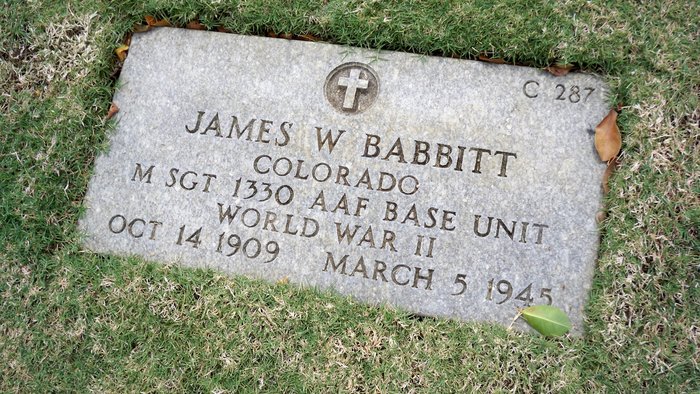 C 287
JAMES W BABBITT
COLORADO
M SGT 1330 AAF BASE UNIT
WORLD WAR II
OCT 14 1909 MARCH 5 1945